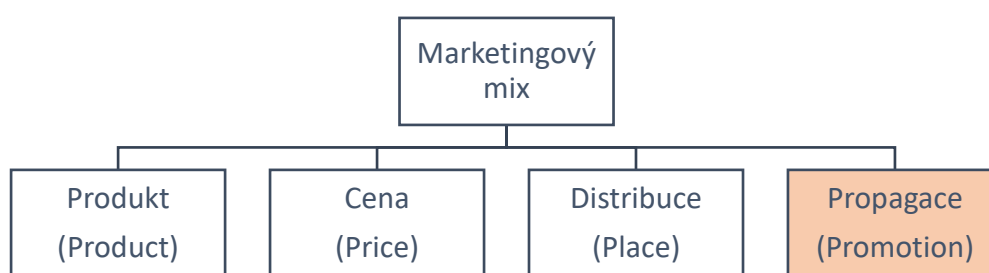 Marketingový
mix
Produkt
(Product)
Cena
(Price)
Distribuce
(Place)
Propagace
(Promotion)